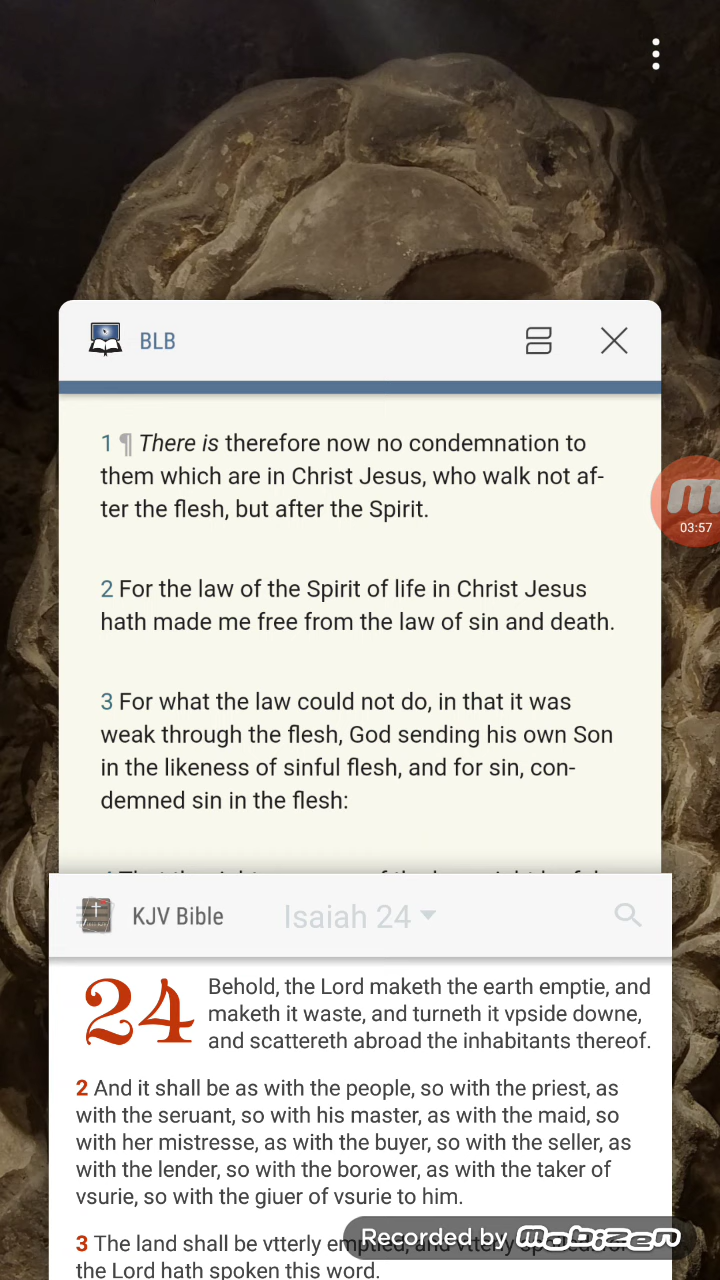 BLB
1 ¶ There is therefore now no condemnation to
them which are in Christ Jesus, who walk not af-
ter the flesh, but after the Spirit.
2 For the law of the Spirit of life in Christ Jesus
hath made me free from the law of sin and death.
3 For what the law could not do, in that it was
weak through the flesh, God sending his own Son
in the likeness of sinful flesh, and for sin, con-
demned sin in the flesh:
03:57
KJV Bible
Isaiah 24
24
Behold, the Lord maketh the earth emptie, and
maketh it waste, and turneth it vpside downe,
and scattereth abroad the inhabitants thereof.
2 And it shall be as with the people, so with the priest, as
with the seruant, so with his master, as with the maid, so
with her mistresse, as with the buyer, so with the seller, as
with the lender, so with the borower, as with the taker of
vsurie, so with the giuer of vsurie to him.
3 The land shall be vtterly emptied, and vtterly
the Lord hath spoken this word.
Recorded by Mobizen